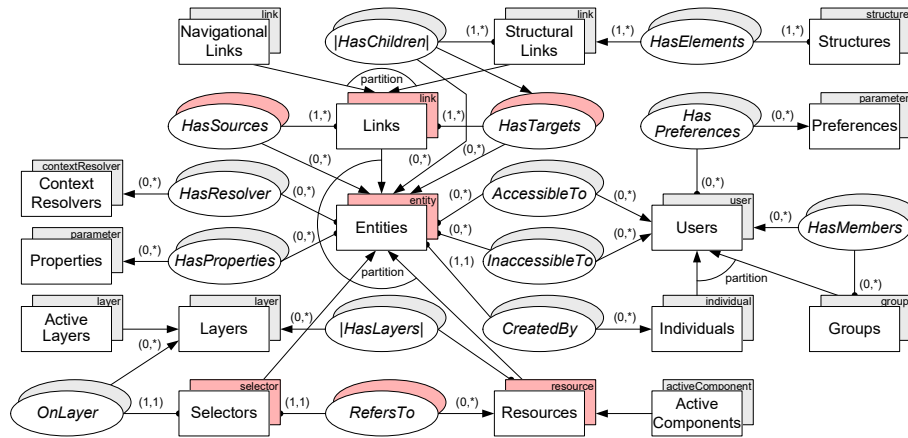 link
link
structure
Navigational
Links
|HasChildren|
(1,*)
Structural
Links
(1,*)
HasElements
(1,*)
Structures
partition
link
parameter
HasSources
(1,*)
Links
(1,*)
HasTargets
Has
Preferences
(0,*)
Preferences
(0,*)
(0,*)
(0,*)
(0,*)
contextResolver
Context
Resolvers
(0,*)
HasResolver
(0,*)
entity
Entities
(0,*)
AccessibleTo
(0,*)
(0,*)
user
Users
(0,*)
HasMembers
parameter
Properties
(0,*)
HasProperties
(0,*)
(0,*)
InaccessibleTo
(0,*)
partition
(1,1)
partition
(0,*)
layer
Active
Layers
layer
Layers
(0,*)
|HasLayers|
CreatedBy
(0,*)
individual
Individuals
group
Groups
(0,*)
selector
resource
activeComponent
OnLayer
(1,1)
Selectors
(1,1)
RefersTo
(0,*)
Resources
Active
Components